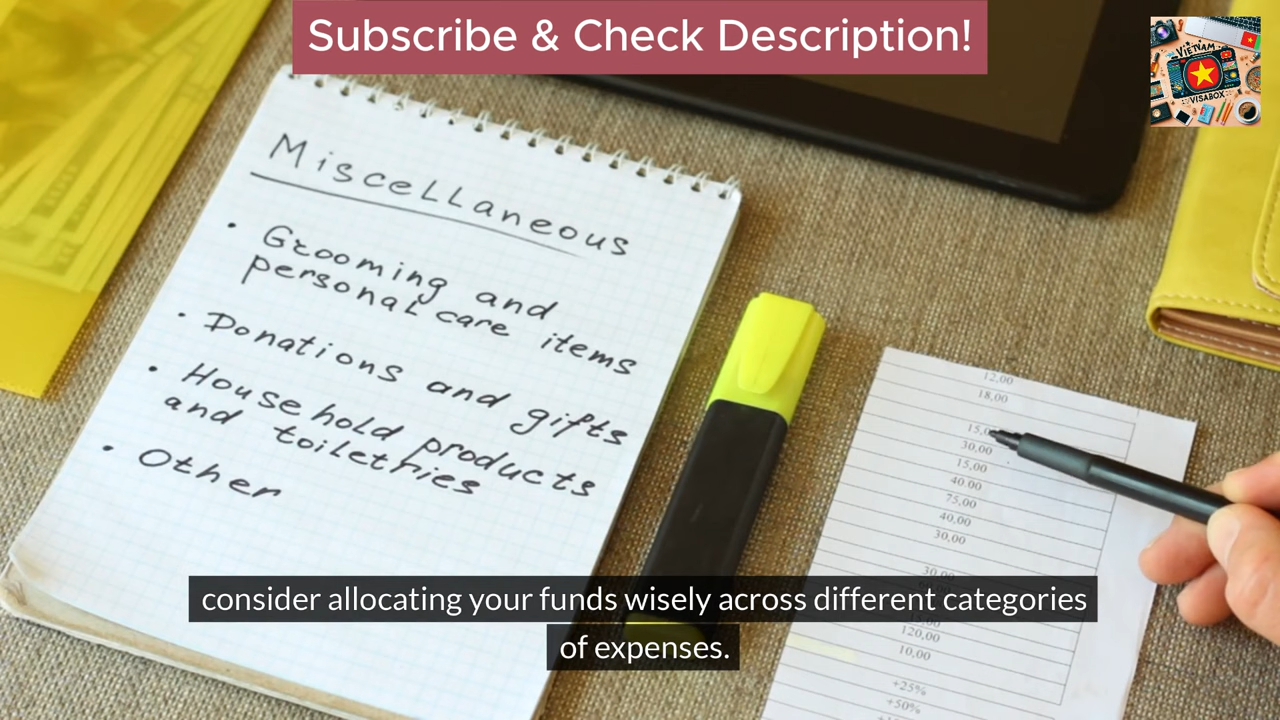 Subscribe & Check Description!
VIETNAM
VISABOX
Miscellaneous
Grooming and
personal care items
Donations and gifts
Household products
and toiletries
Other
12,00
18,00
15,0
30,00
15,00
40.00
75,00
40,00
30,00
30,00
120,00
10,00
+25%
+50%
consider allocating your funds wisely across different categories
of expenses.